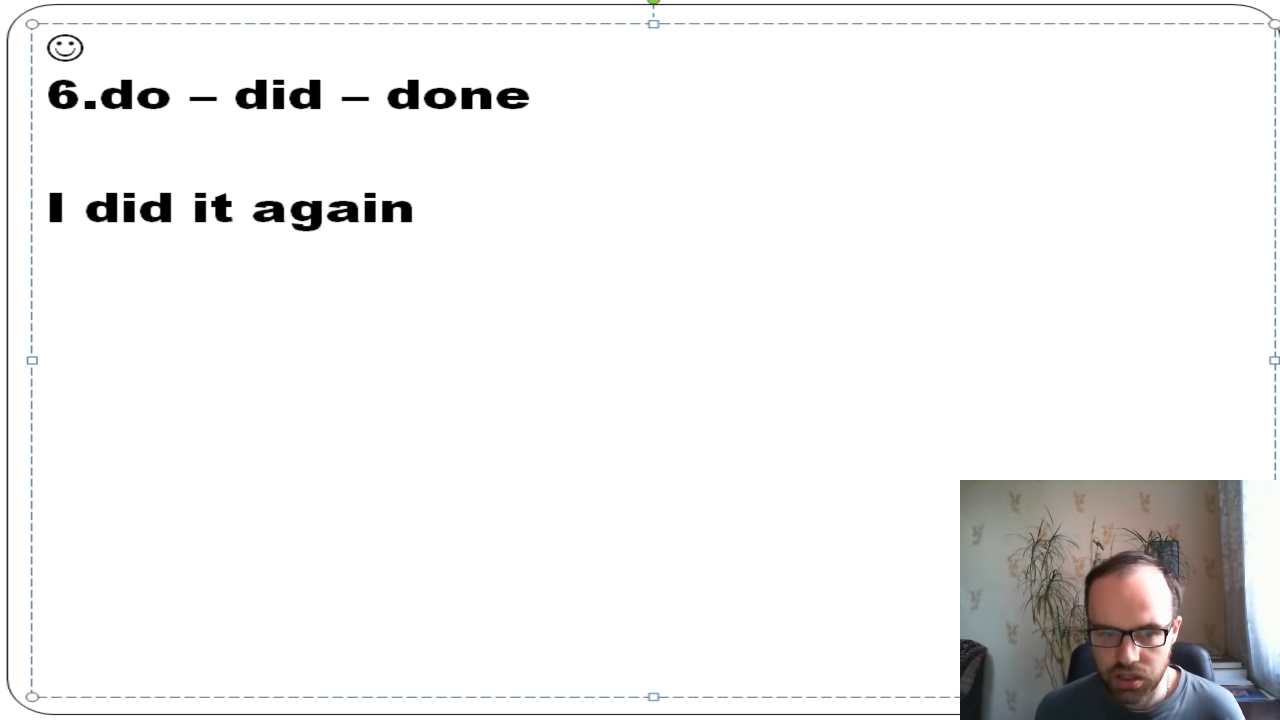 6.do – did – done
I did it again